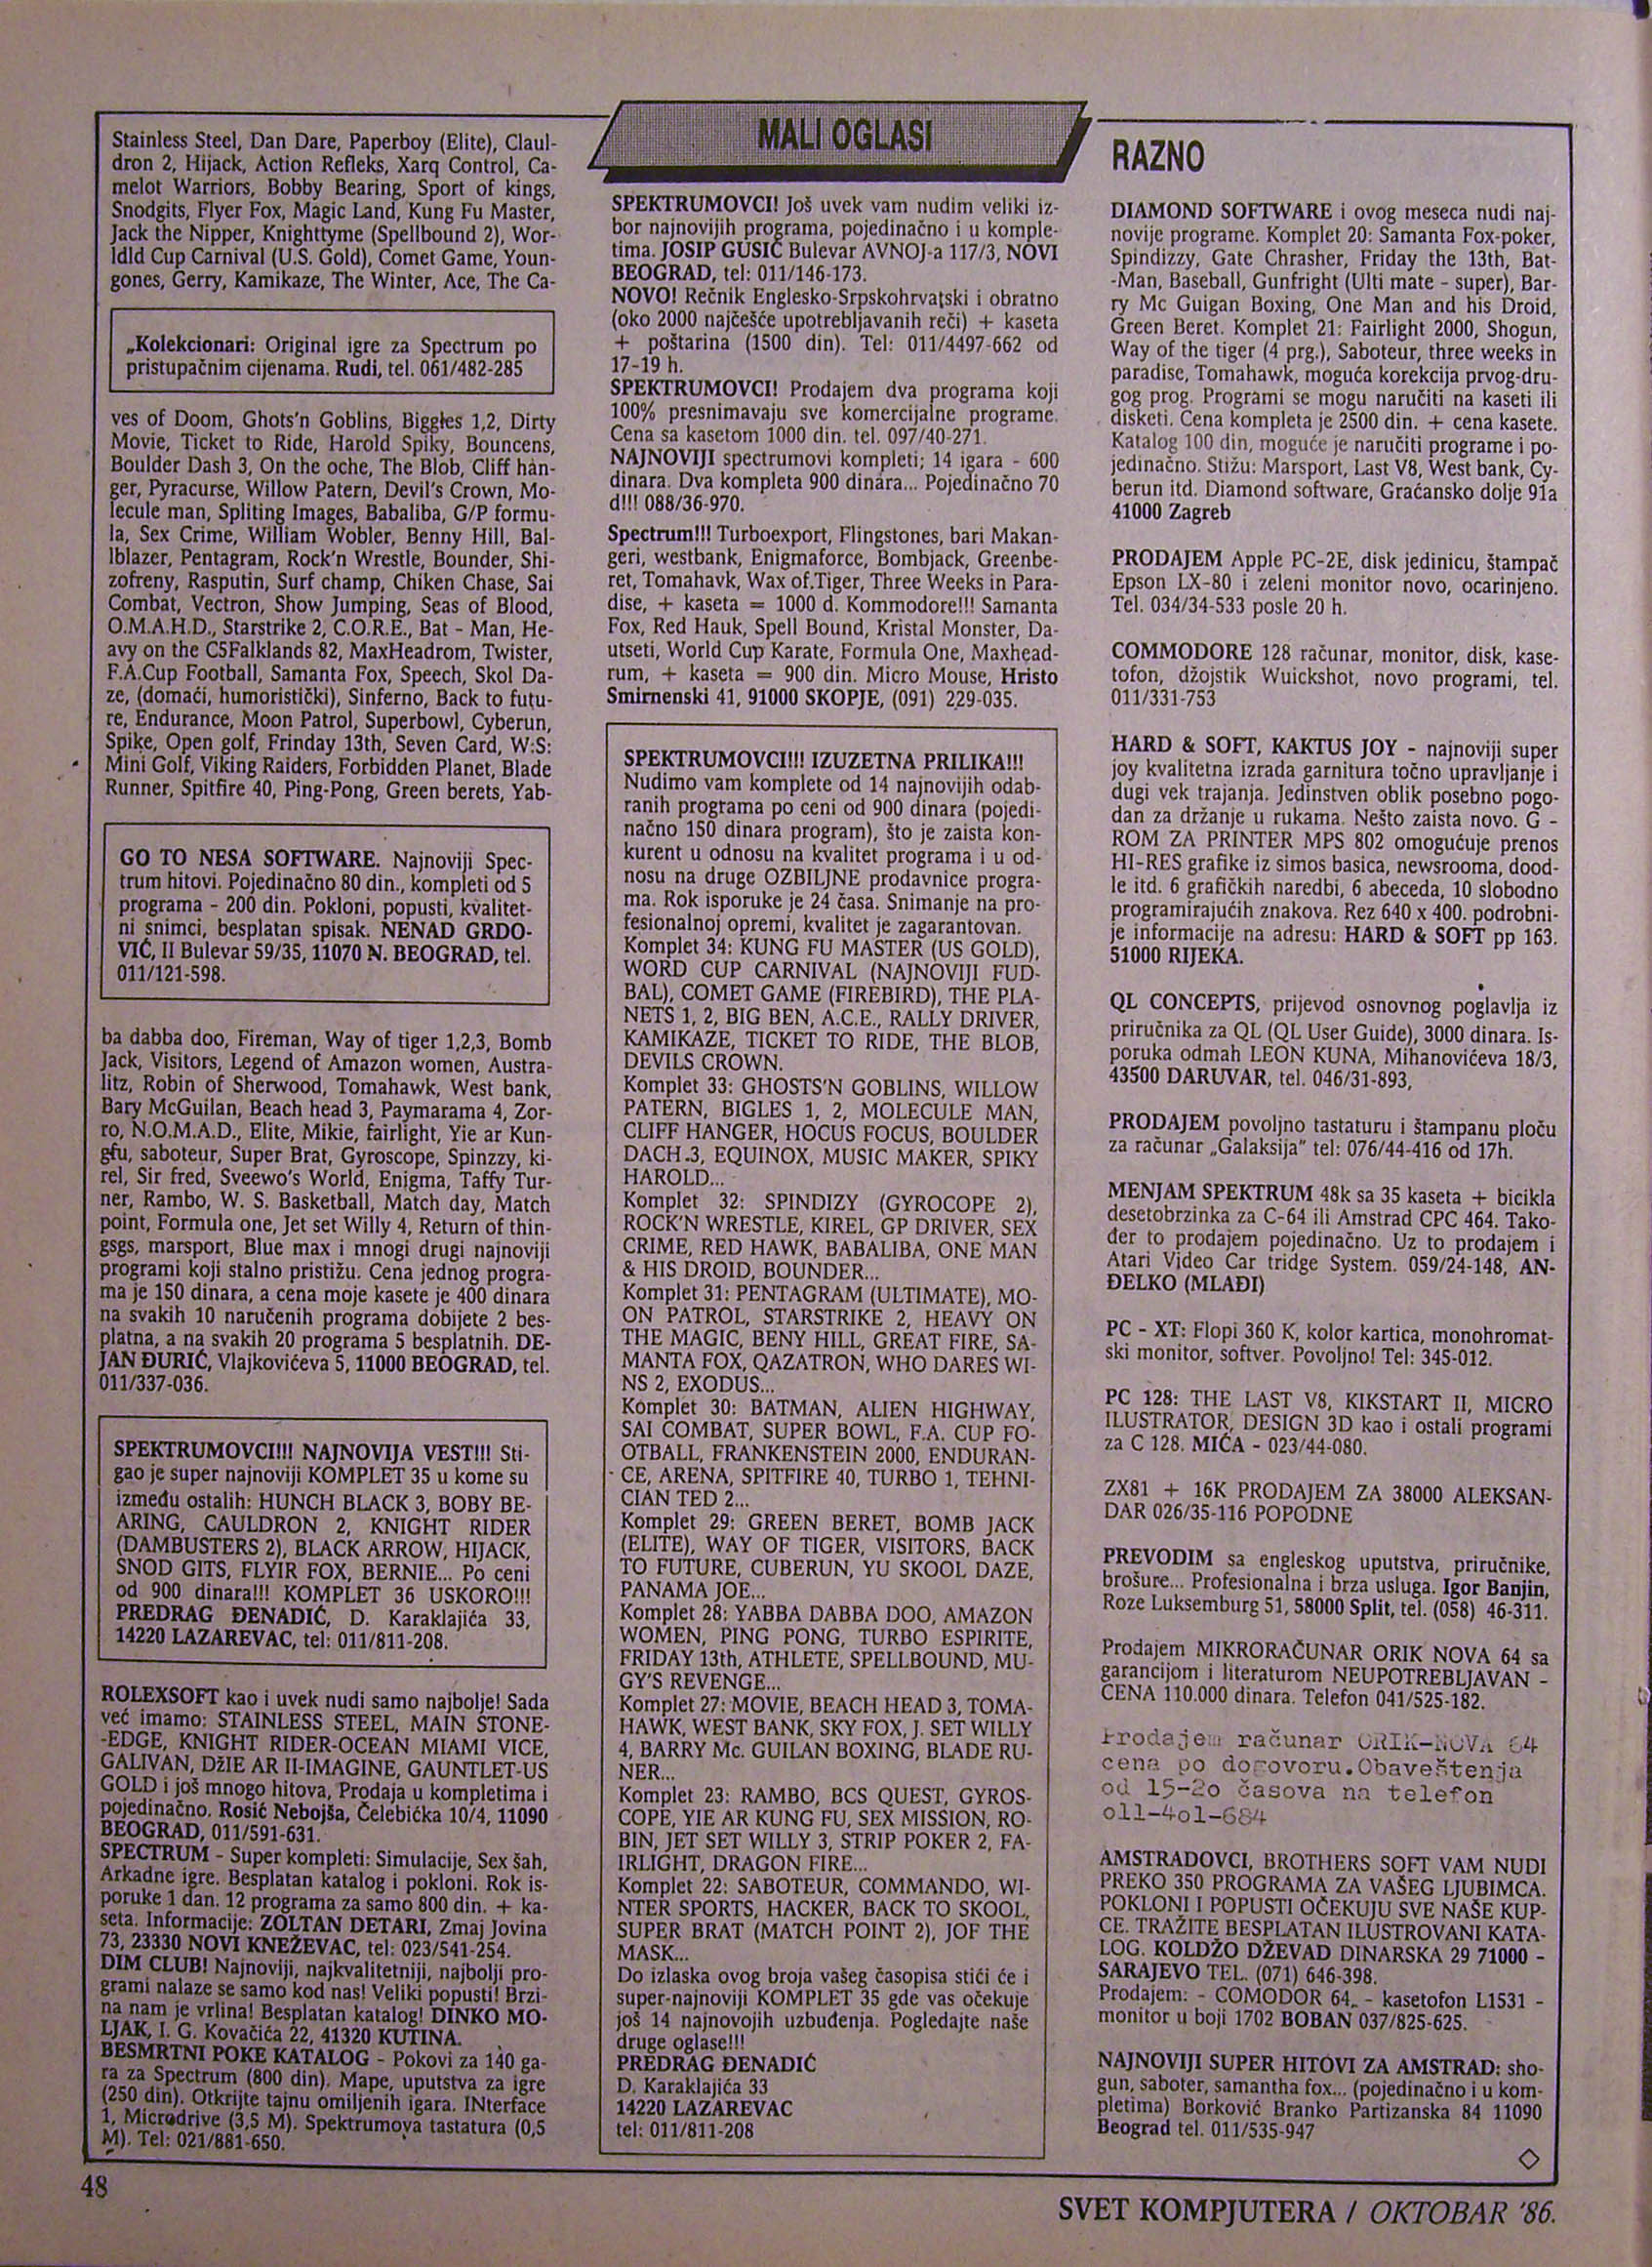 MALI OGLASI
Stainless Steel, Dan Dare, Paperboy (Elite), Claul-
dron 2, Hijack, Action Refleks, Xarq Control, Ca-
melot Warriors, Bobby Bearing, Sport of kings,
Snodgits, Flyer Fox, Magic Land, Kung Fu Master,
Jack the Nipper, Knighttyme (Spellbound 2), Wor-
ldld Cup Carnival (U.S. Gold), Comet Game, Youn-
gones, Gerry, Kamikaze, The Winter, Ace, The Ca-
„Kolekcionari: Original igre za Spectrum po
pristupačnim cijenama. Rudi, tel. 061/482-285
ves of Doom, Ghots'n Goblins, Biggles 1,2, Dirty
Movie, Ticket to Ride, Harold Spiky, Bouncens,
Boulder Dash 3, On the oche, The Blob, Cliff han-
ger, Pyracurse, Willow Patern, Devil's Crown, Mo-
lecule man, Spliting Images, Babaliba, G/P formu-
la, Sex Crime, William Wobler, Benny Hill, Bal-
lblazer, Pentagram, Rock'n Wrestle, Bounder, Shi-
zofreny, Rasputin, Surf champ, Chiken Chase, Sai
Combat, Vectron, Show Jumping, Seas of Blood,
O.M.A.H.D., Starstrike 2, C.O.R.E., Bat - Man, He-
avy on the C5Falklands 82, MaxHeadrom, Twister,
F.A.Cup Football, Samanta Fox, Speech, Skol Da-
ze, (domaći, humoristički), Sinferno, Back to futu-
re, Endurance, Moon Patrol, Superbowl, Cyberun,
Spike, Open golf, Frinday 13th, Seven Card, W:S:
Mini Golf, Viking Raiders, Forbidden Planet, Blade
Runner, Spitfire 40, Ping-Pong, Green berets, Yab-
GO TO NESA SOFTWARE. Najnoviji Spec-
trum hitovi. Pojedinačno 80 din., kompleti od 5
programa - 200 din. Pokloni, popusti, kvalitet-
ni snimci, besplatan spisak. NENAD GRDO-
VIĆ, II Bulevar 59/35, 11070 N. BEOGRAD, tel.
011/121-598.
ba dabba doo, Fireman, Way of tiger 1,2,3, Bomb
Jack, Visitors, Legend of Amazon women, Austra-
litz, Robin of Sherwood, Tomahawk, West bank,
Bary McGuilan, Beach head 3, Paymarama 4, Zor-
ro, N.O.M.A.D., Elite, Mikie, fairlight, Yie ar Kun-
gfu, saboteur, Super Brat, Gyroscope, Spinzzy, ki-
rel, Sir fred, Sveewo's World, Enigma, Taffy Tur-
ner, Rambo, W. S. Basketball, Match day, Match
point, Formula one, Jet set Willy 4, Return of thin-
gsgs, marsport, Blue max i mnogi drugi najnoviji
programi koji stalno pristižu. Cena jednog progra-
ma je 150 dinara, a cena moje kasete je 400 dinara
na svakih 10 naručenih programa dobijete 2 bes-
platna, a na svakih 20 programa 5 besplatnih. DE-
JAN ĐURIĆ, Vlajkovićeva 5, 11000 BEOGRAD, tel.
011/337-036.
SPEKTRUMOVCI!!! NAJNOVIJA VEST!!! Sti-
gao je super najnoviji KOMPLET 35 u kome su
između ostalih: HUNCH BLACK 3, BOBY BE-
ARING, CAULDRON 2, KNIGHT RIDER
(DAMBUSTERS 2), BLACK ARROW, HIJACK,
SNOD GITS, FLYIR FOX, BERNIE... Po ceni
od 900 dinara!!! KOMPLET 36 USKORO!!!
PREDRAG ĐENADIĆ, D. Karaklajića 33,
14220 LAZAREVAC, tel: 011/811-208.
ROLEXSOFT kao i uvek nudi samo najbolje! Sada
već imamo: STAINLESS STEEL, MAIN STONE-
-EDGE, KNIGHT RIDER-OCEAN MIAMI VICE,
GALIVAN, DžIE AR II-IMAGINE, GAUNTLET-US
GOLD i još mnogo hitova, Prodaja u kompletima i
pojedinačno. Rosić Nebojša, Čelebićka 10/4, 11090
BEOGRAD, 011/591-631.
SPECTRUM - Super kompleti: Simulacije, Sex šah,
Arkadne igre. Besplatan katalog i pokloni. Rok is-
poruke 1 dan. 12 programa za samo 800 din. + ka-
seta. Informacije: ZOLTAN DETARI, Zmaj Jovina
73, 23330 NOVI KNEŽEVAC, tel: 023/541-254.
DIM CLUB! Najnoviji, najkvalitetniji, najbolji pro-
grami nalaze se samo kod nas! Veliki popusti! Brzi-
na nam je vrlina! Besplatan katalog! DINKO MO-
LJAK, I. G. Kovačića 22, 41320 KUTINA.
BESMRTNI POKE KATALOG - Pokovi za 140 ga-
ra za Spectrum (800 din). Mape, uputstva za igre
(250 din). Otkrijte tajnu omiljenih igara. INterface
1, Microdrive (3,5 M). Spektrumova tastatura (0,5
M). Tel: 021/881-650.
SPEKTRUMOVCI! Još uvek vam nudim veliki iz-
bor najnovijih programa, pojedinačno i u komple-
tima. JOSIP GUSIĆ Bulevar AVNOJ-a 117/3, NOVI
BEOGRAD, tel: 011/146-173.
NOVO! Rečnik Englesko-Srpskohrvatski i obratno
(oko 2000 najčešće upotrebljavanih reči) + kaseta
+ poštarina (1500 din). Tel: 011/4497-662 od
17-19 h.
SPEKTRUMOVCI! Prodajem dva programa koji
100% presnimavaju sve komercijalne programe.
Cena sa kasetom 1000 din. tel. 097/40-271.
NAJNOVIJI spectrumovi kompleti; 14 igara - 600
dinara. Dva kompleta 900 dinara... Pojedinačno 70
d!!! 088/36-970.
Spectrum!!! Turboexport, Flingstones, bari Makan-
geri, westbank, Enigmaforce, Bombjack, Greenbe-
ret, Tomahavk, Wax of.Tiger, Three Weeks in Para-
dise, + kaseta = 1000 d. Kommodore!!! Samanta
Fox, Red Hauk, Spell Bound, Kristal Monster, Da-
utseti, World Cup Karate, Formula One, Maxhead-
rum, + kaseta = 900 din. Micro Mouse, Hristo
Smirnenski 41, 91000 SKOPJE, (091) 229-035.
SPEKTRUMOVCI!!! IZUZETNA PRILIKA!!!
Nudimo vam komplete od 14 najnovijih odab-
ranih programa po ceni od 900 dinara (pojedi-
načno 150 dinara program), što je zaista kon-
kurent u odnosu na kvalitet programa i u od-
nosu na druge OZBILJNE prodavnice progra-
ma. Rok isporuke je 24 časa. Snimanje na pro-
fesionalnoj opremi, kvalitet je zagarantovan.
Komplet 34: KUNG FU MASTER (US GOLD),
WORD CUP CARNIVAL (NAJNOVIJI FUD-
BAL), COMET GAME (FIREBIRD), THE PLA-
NETS 1, 2, BIG BEN, A.C.E., RALLY DRIVER,
KAMIKAZE, TICKET TO RIDE, THE BLOB,
DEVILS CROWN.
Komplet 33: GHOSTS'N GOBLINS, WILLOW
PATERN, BIGLES 1, 2, MOLECULE MAN,
CLIFF HANGER, HOCUS FOCUS, BOULDER
DACH.3, EQUINOX, MUSIC MAKER, SPIKY
HAROLD...
Komplet 32: SPINDIZY (GYROCOPE 2),
ROCK'N WRESTLE, KIREL, GP DRIVER, SEX
CRIME, RED HAWK, BABALIBA, ONE MAN
& HIS DROID, BOUNDER...
Komplet 31: PENTAGRAM (ULTIMATE), MO-
ON PATROL, STARSTRIKE 2, HEAVY ON
THE MAGIC, BENY HILL, GREAT FIRE, SA-
MANTA FOX, QAZATRON, WHO DARES WI-
NS 2, EXODUS...
Komplet 30: BATMAN, ALIEN HIGHWAY,
SAI COMBAT, SUPER BOWL, F.A. CUP FO-
OTBALL, FRANKENSTEIN 2000, ENDURAN-
CE, ARENA, SPITFIRE 40, TURBO 1, TEHNI-
CIAN TED 2...
Komplet 29: GREEN BERET, BOMB JACK
(ELITE), WAY OF TIGER, VISITORS, BACK
TO FUTURE, CUBERUN, YU SKOOL DAZE,
PANAMA JOE...
Komplet 28: YABBA DABBA DOO, AMAZON
WOMEN, PING PONG, TURBO ESPIRITE,
FRIDAY 13th, ATHLETE, SPELLBOUND, MU-
GY'S REVENGE...
Komplet 27: MOVIE, BEACH HEAD 3, TOMA-
HAWK, WEST BANK, SKY FOX, J. SET WILLY
4, BARRY Mc. GUILAN BOXING, BLADE RU-
NER...
Komplet 23: RAMBO, BCS QUEST, GYROS-
COPE, YIE AR KUNG FU, SEX MISSION, RO-
BIN, JET SET WILLY 3, STRIP POKER 2, FA-
IRLIGHT, DRAGON FIRE...
Komplet 22: SABOTEUR, COMMANDO, WI-
NTER SPORTS, HACKER, BACK TO SKOOL,
SUPER BRAT (MATCH POINT 2), JOF THE
MASK...
Do izlaska ovog broja vašeg časopisa stići će i
super-najnoviji KOMPLET 35 gde vas očekuje
još 14 najnovojih uzbuđenja. Pogledajte naše
druge oglase!!!
PREDRAG ĐENADIĆ
D. Karaklajića 33
14220 LAZAREVAC
tel: 011/811-208
RAZNO
DIAMOND SOFTWARE i ovog meseca nudi naj-
novije programe. Komplet 20: Samanta Fox-poker,
Spindizzy, Gate Chrasher, Friday the 13th, Bat-
-Man, Baseball, Gunfright (Ulti mate - super), Bar-
ry Mc Guigan Boxing, One Man and his Droid,
Green Beret. Komplet 21: Fairlight 2000, Shogun,
Way of the tiger (4 prg.), Saboteur, three weeks in
paradise, Tomahawk, moguća korekcija prvog-dru-
gog prog. Programi se mogu naručiti na kaseti ili
disketi. Cena kompleta je 2500 din. + cena kasete.
Katalog 100 din, moguće je naručiti programe i po-
jedinačno. Stižu: Marsport, Last V8, West bank, Cy-
berun itd. Diamond software, Graćansko dolje 91a
41000 Zagreb
PRODAJEM Apple PC-2E, disk jedinicu, štampač
Epson LX-80 i zeleni monitor novo, ocarinjeno.
Tel. 034/34-533 posle 20 h.
COMMODORE 128 računar, monitor, disk, kase-
tofon, džojstik Wuickshot, novo programi, tel.
011/331-753
HARD & SOFT, KAKTUS JOY - najnoviji super
joy kvalitetna izrada garnitura točno upravljanje i
dugi vek trajanja. Jedinstven oblik posebno pogo-
dan za držanje u rukama. Nešto zaista novo. G -
ROM ZA PRINTER MPS 802 omogućuje prenos
HI-RES grafike iz simos basica, newsrooma, dood-
le itd. 6 grafičkih naredbi, 6 abeceda, 10 slobodno
programirajućih znakova. Rez 640 x 400. podrobni-
je informacije na adresu: HARD & SOFT pp 163.
51000 RIJEKA.
QL CONCEPTS, prijevod osnovnog poglavlja iz
priručnika za QL (QL User Guide), 3000 dinara. Is-
poruka odmah LEON KUNA, Mihanovićeva 18/3,
43500 DARUVAR, tel. 046/31-893,
PRODAJEM povoljno tastaturu i štampanu ploču
za računar „Galaksija" tel: 076/44-416 od 17h.
MENJAM SPEKTRUM 48k sa 35 kaseta + bicikla
desetobrzinka za C-64 ili Amstrad CPC 464. Tako-
đer to prodajem pojedinačno. Uz to prodajem i
Atari Video Car tridge System. 059/24-148, AN-
ĐELKO (MLAĐI)
PC - XT: Flopi 360 K, kolor kartica, monohromat-
ski monitor, softver. Povoljno! Tel: 345-012.
PC 128: THE LAST V8, KIKSTART II, MICRO
ILUSTRATOR, DESIGN 3D kao i ostali programi
za C 128. MIĆA - 023/44-080.
ZX81 + 16K PRODAJEM ZA 38000 ALEKSAN-
DAR 026/35-116 POPODNE
PREVODIM sa engleskog uputstva, priručnike,
brošure... Profesionalna i brza usluga. Igor Banjin,
Roze Luksemburg 51, 58000 Split, tel. (058) 46-311.
Prodajem MIKRORAČUNAR ORIK NOVA 64 sa
garancijom i literaturom NEUPOTREBLJAVAN -
CENA 110.000 dinara. Telefon 041/525-182.
Prodajem računar ORIK-NOVA 64
cena po dogovoru.Obaveštenja
od 15-2o časova na telefon
o11-4o1-684
AMSTRADOVCI, BROTHERS SOFT VAM NUDI
PREKO 350 PROGRAMA ZA VAŠEG LJUBIMCA.
POKLONI I POPUSTI OČEKUJU SVE NAŠE KUP-
CE. TRAŽITE BESPLATAN ILUSTROVANI KATA-
LOG. KOLDŽO DŽEVAD DINARSKA 29 71000 -
SARAJEVO TEL. (071) 646-398.
Prodajem: - COMODOR 64, - kasetofon L1531 -
monitor u boji 1702 BOBAN 037/825-625.
NAJNOVIJI SUPER HITOVI ZA AMSTRAD: sho-
gun, saboter, samantha fox... (pojedinačno i u kom-
pletima) Borković Branko Partizanska 84 11090
Beograd tel. 011/535-947
48
SVET KOMPJUTERA / OKTOBAR '86.